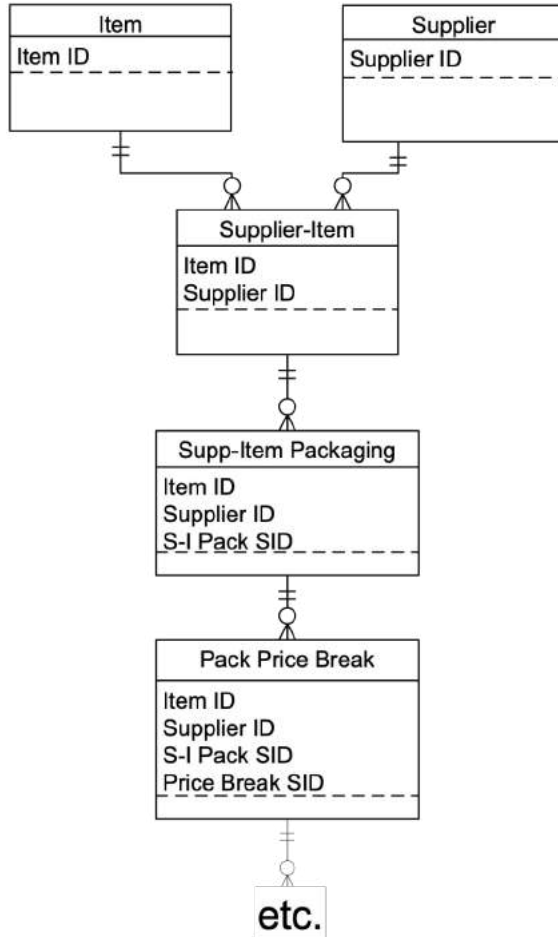 Item
Item ID
Supplier
Supplier ID
Supplier-Item
Item ID
Supplier ID
Supp-Item Packaging
Item ID
Supplier ID
S-I Pack SID
Pack Price Break
Item ID
Supplier ID
S-I Pack SID
Price Break SID
etc.